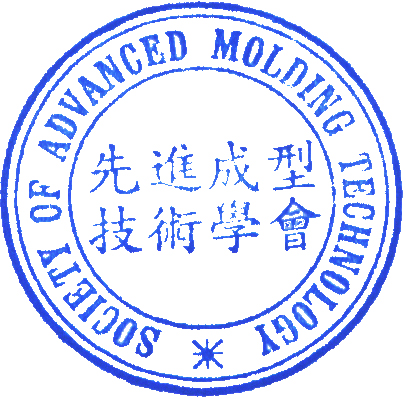 SOCIETY OF ADVANCED MOLDING TECHNOLOGY
先進成型
技術學會